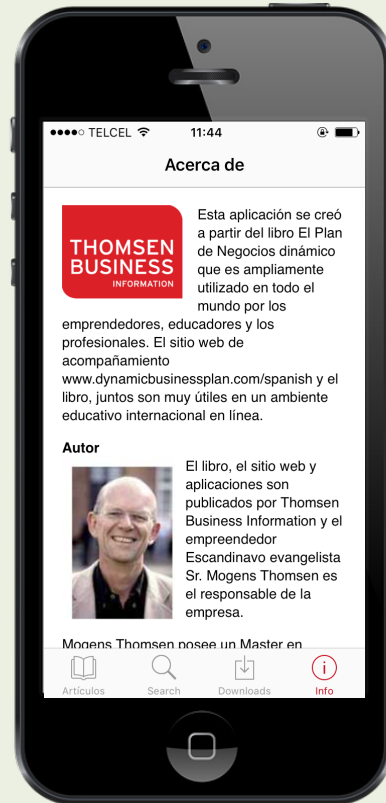 TELCEL 11:44
Acerca de
THOMSEN
BUSINESS
INFORMATION
Esta aplicación se creó
a partir del libro El Plan
de Negocios dinámico
que es ampliamente
utilizado en todo el
mundo por los
emprendedores, educadores y los
profesionales. El sitio web de
acompañamiento
www.dynamicbusinessplan.com/spanish y el
libro, juntos son muy útiles en un ambiente
educativo internacional en línea.
Autor
El libro, el sitio web y
aplicaciones son
publicados por Thomsen
Business Information y el
empreendedor
Escandinavo evangelista
Sr. Mogens Thomsen es
el responsable de la
empresa.
Mogens Thomsen posee un Master en
Artículos Search Downloads Info